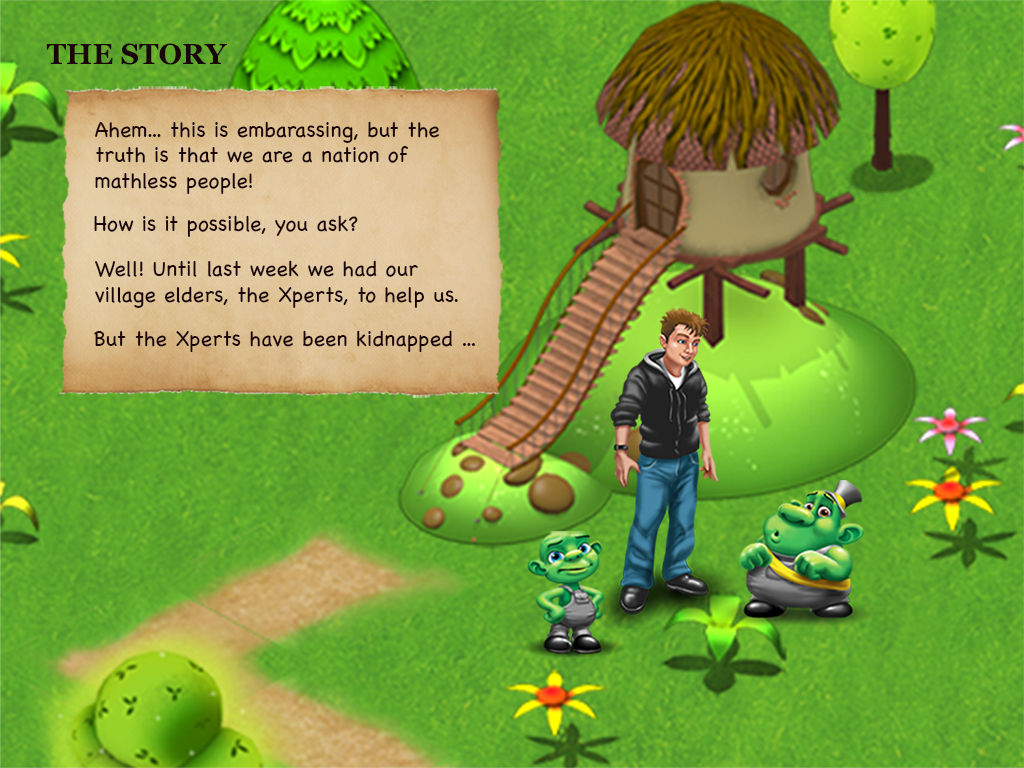 THE STORY
Ahem... this is embarassing, but the
truth is that we are a nation of
mathless people!
How is it possible, you ask?
Well! Until last week we had our
village elders, the Xperts, to help us.
But the Xperts have been kidnapped ...